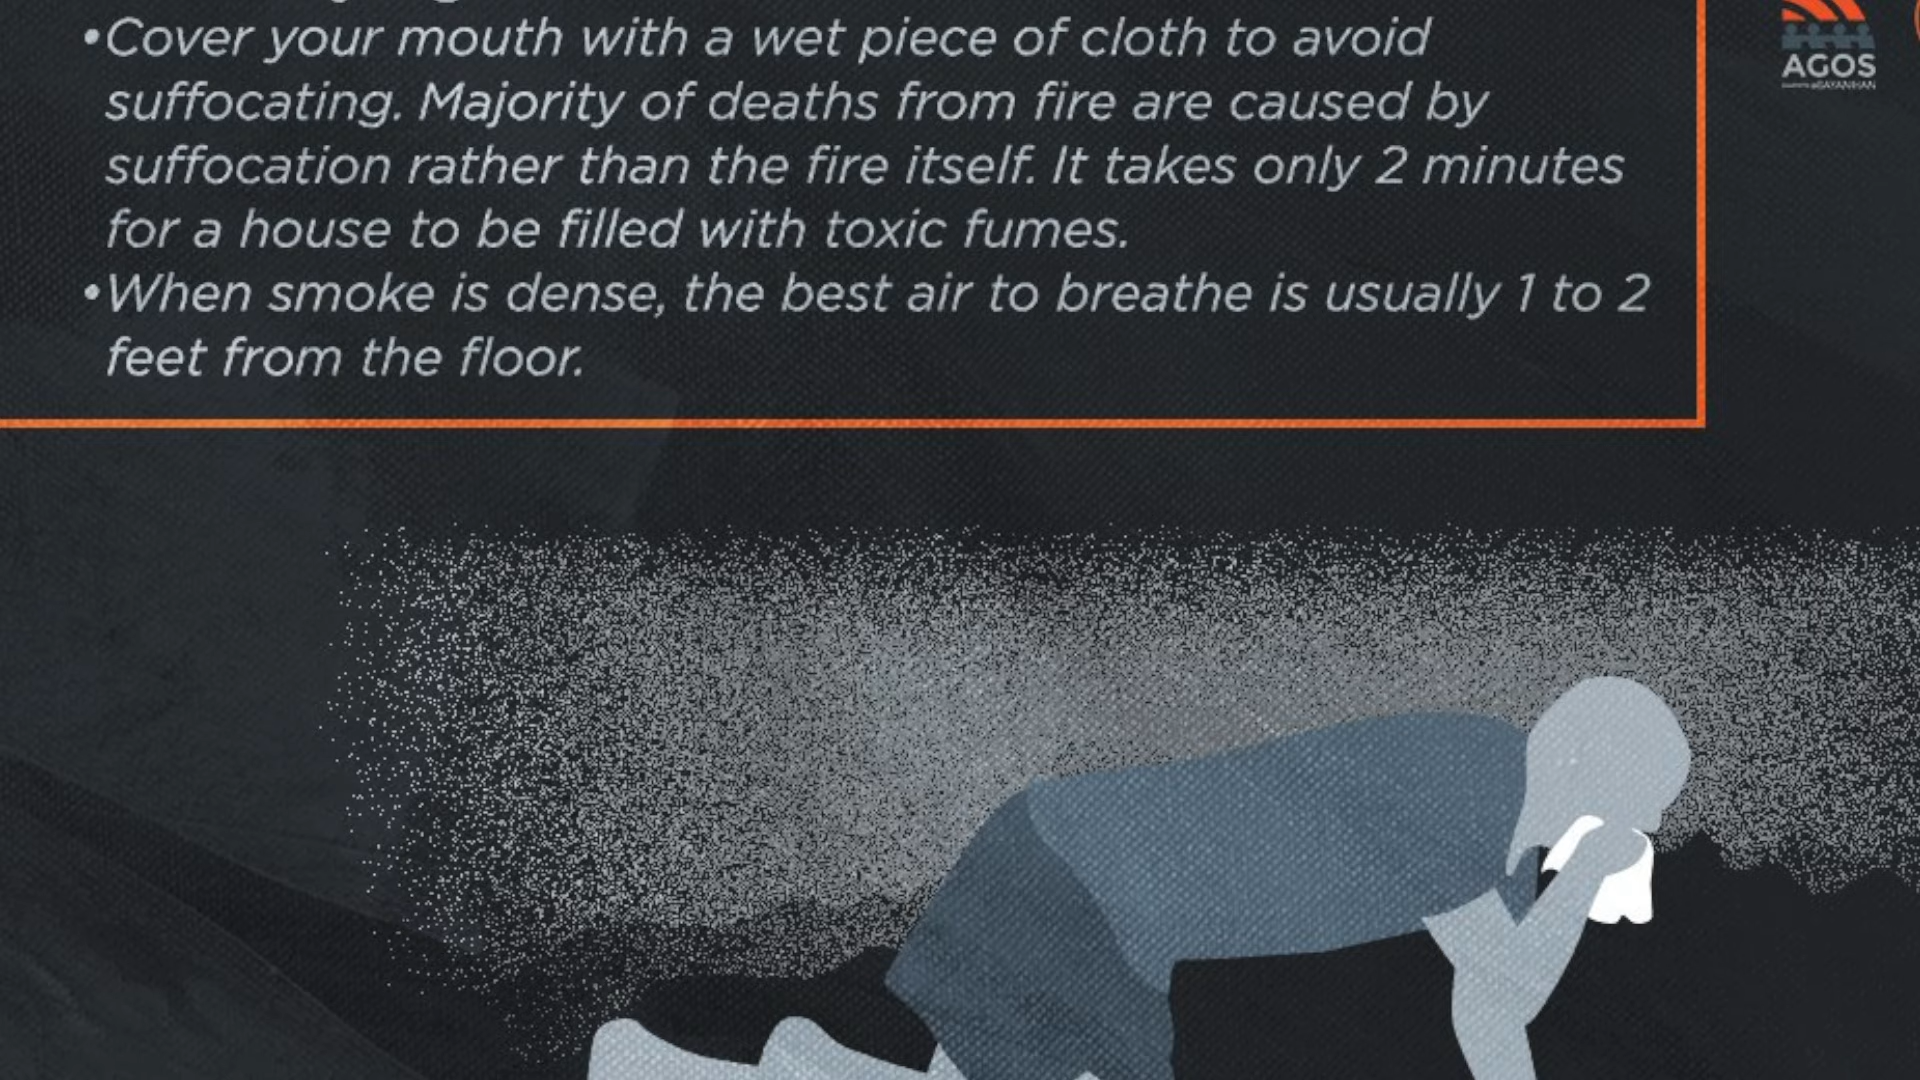 •Cover your mouth with a wet piece of cloth to avoid
suffocating. Majority of deaths from fire are caused by
suffocation rather than the fire itself. It takes only 2 minutes
for a house to be filled with toxic fumes.
•When smoke is dense, the best air to breathe is usually 1 to 2
feet from the floor.
AGOS